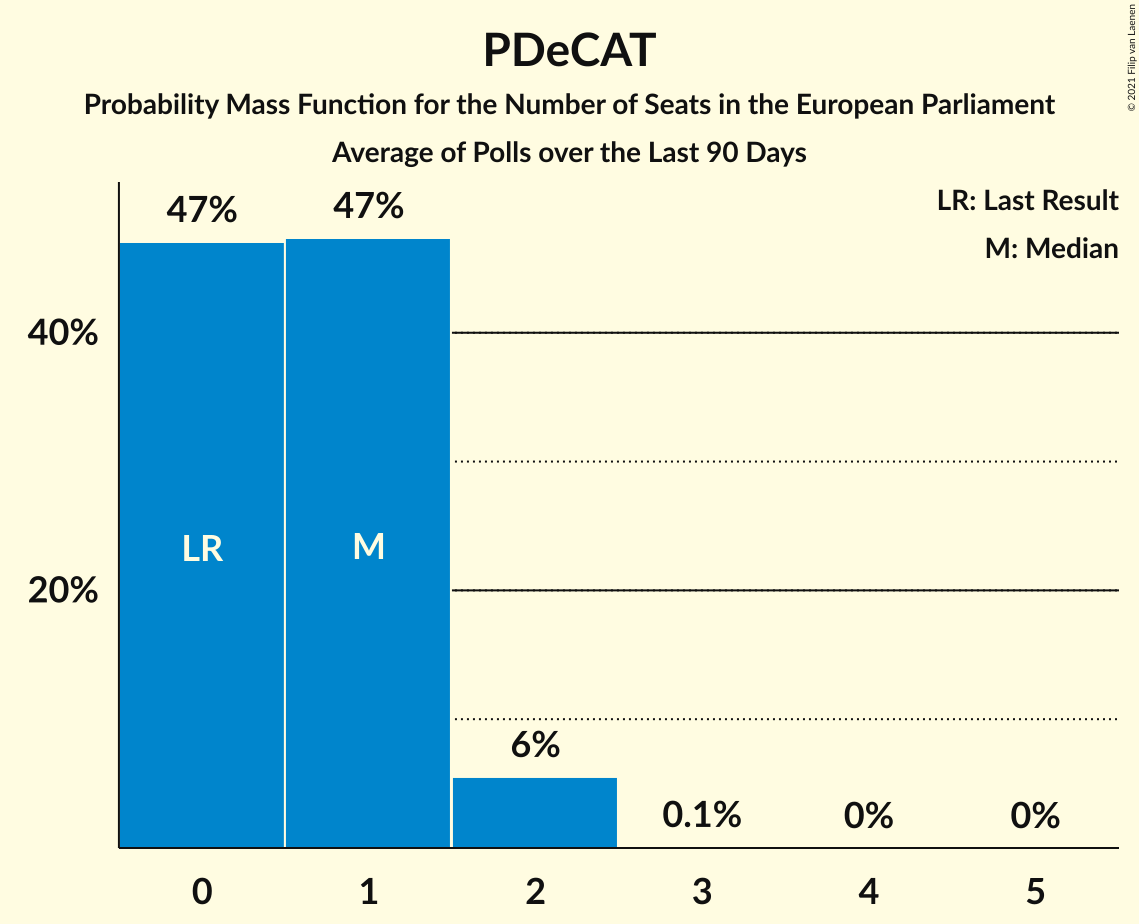 PDeCAT
Probability Mass Function for the Number of Seats in the European Parliament
Average of Polls over the Last 90 Days
© 2021 Filip van Laenen
LR: Last Result
M: Median
47%
47%
40%
LR
M
20%
6%
0.1%
0%
0%
0
1
2
3
4
5